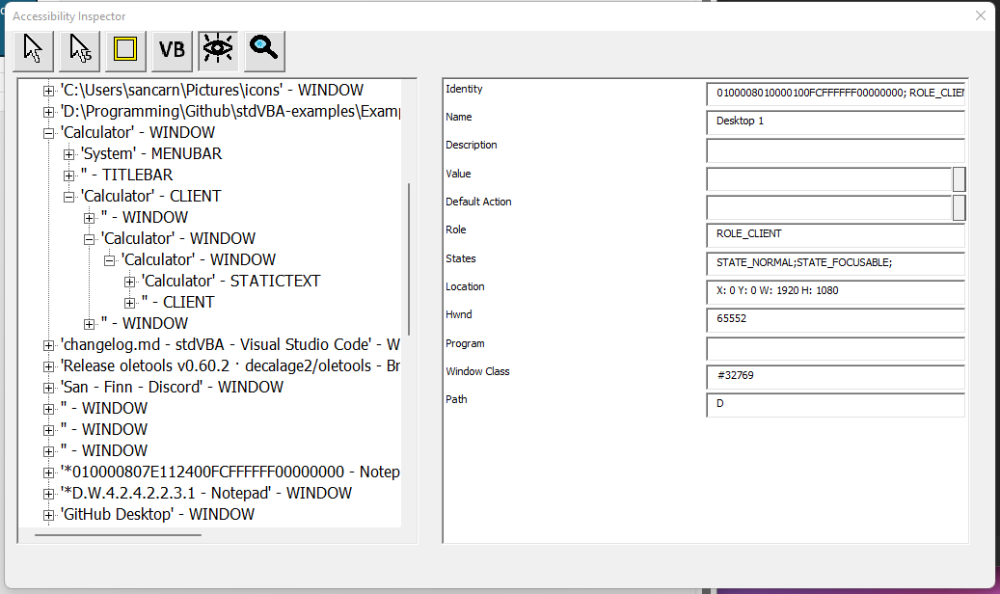 Accessibility Inspector
VB
'C:\Users\sancarn\Pictures\icons' - WINDOW
'D:\Programming\Github\stdVBA-examples\Examp
'Calculator' - WINDOW
'System' - MENUBAR
'' - TITLEBAR
'Calculator' - CLIENT
'' - WINDOW
'Calculator' - WINDOW
'Calculator' - WINDOW
'Calculator' - STATICTEXT
'' - CLIENT
'' - WINDOW
'changelog.md - stdVBA - Visual Studio Code' - W
'Release oletools v0.60.2 · decalage2/oletools - Br
'San - Finn - Discord' - WINDOW
'' - WINDOW
'' - WINDOW
'' - WINDOW
'*010000807E112400FCFFFFFF00000000 - Notep
'*D.W.4.2.4.2.2.3.1 - Notepad' - WINDOW
'GitHub Desktop' - WINDOW
Identity
0100008010000100FCFFFFFF00000000; ROLE_CLIEN
Name
Desktop 1
Description
Value
Default Action
Role
ROLE_CLIENT
States
STATE_NORMAL;STATE_FOCUSABLE;
Location
X: 0 Y: 0 W: 1920 H: 1080
Hwnd
65552
Program
Window Class
#32769
Path
D